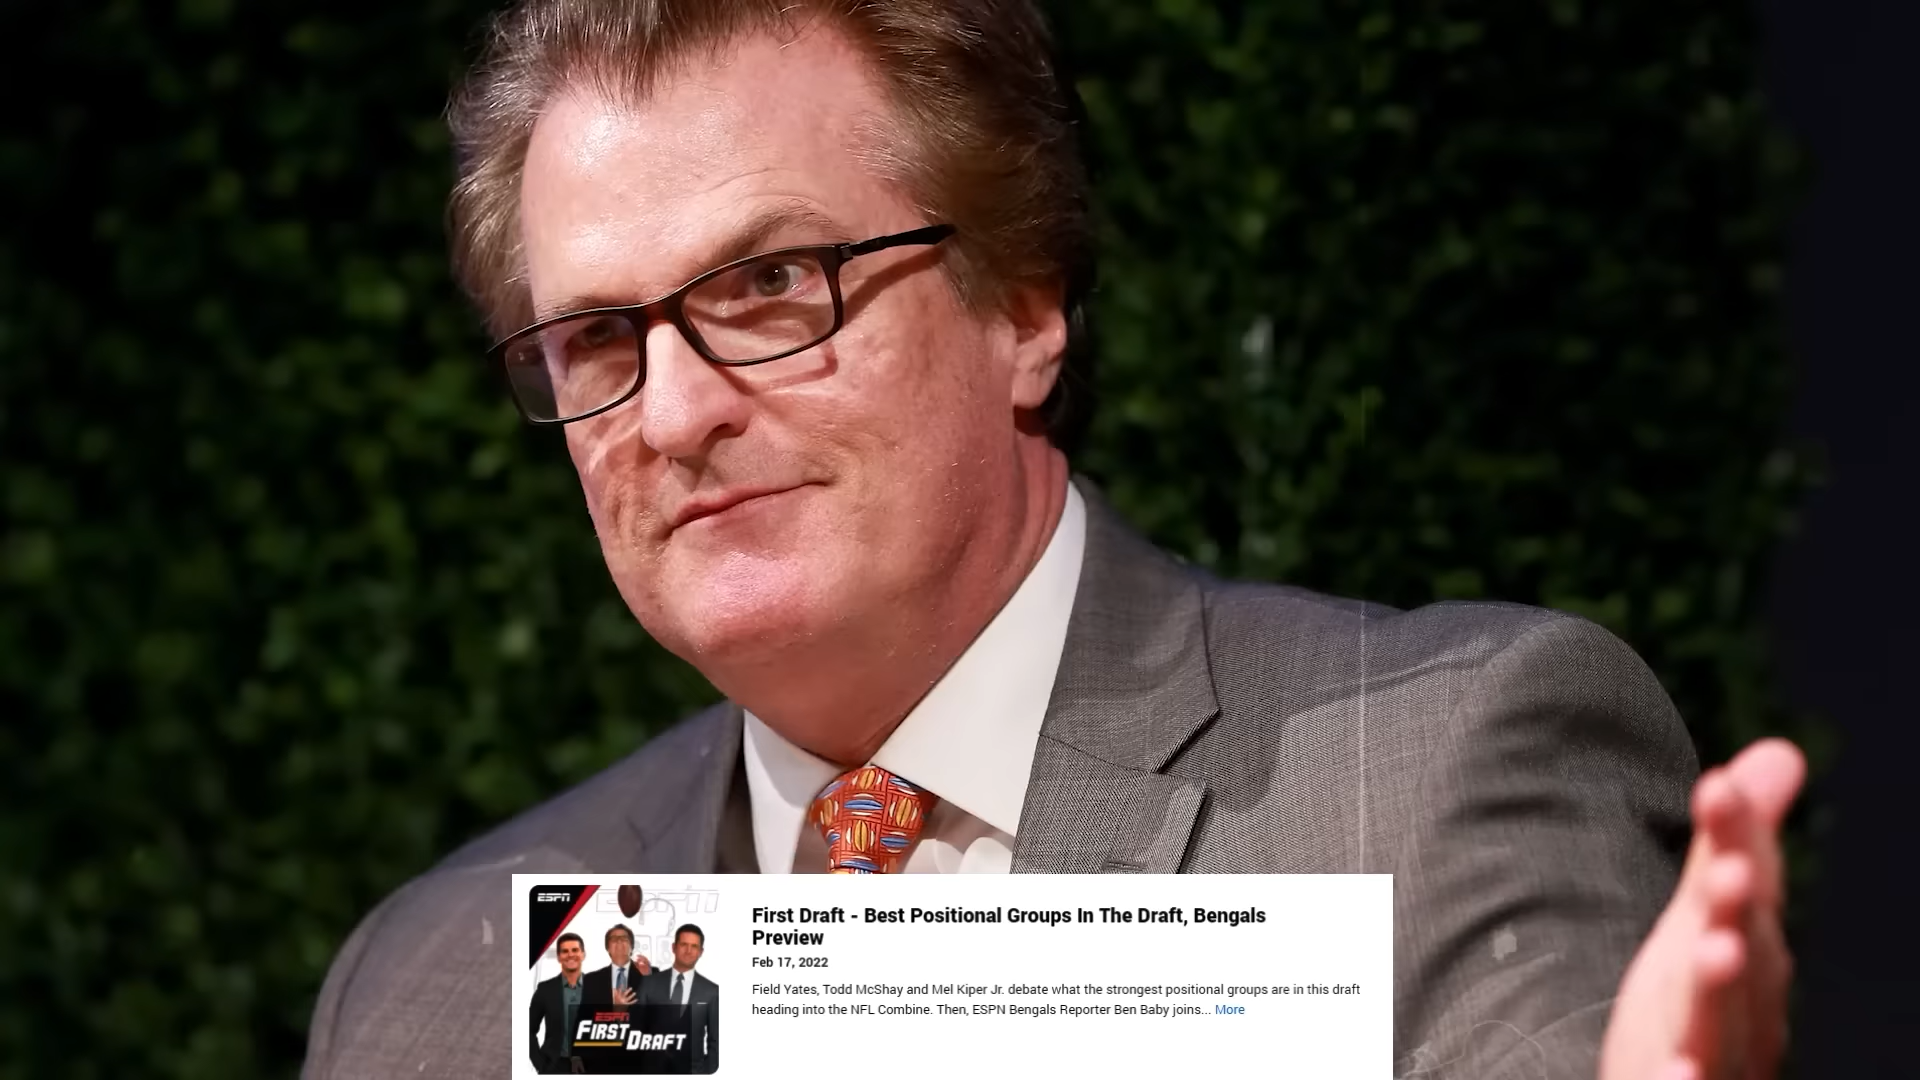 ESPN
ESPN
ESPN
FIRST DRAFT
First Draft - Best Positional Groups In The Draft, Bengals
Preview
Feb 17, 2022
Field Yates, Todd McShay and Mel Kiper Jr. debate what the strongest positional groups are in this draft
heading into the NFL Combine. Then, ESPN Bengals Reporter Ben Baby joins... More